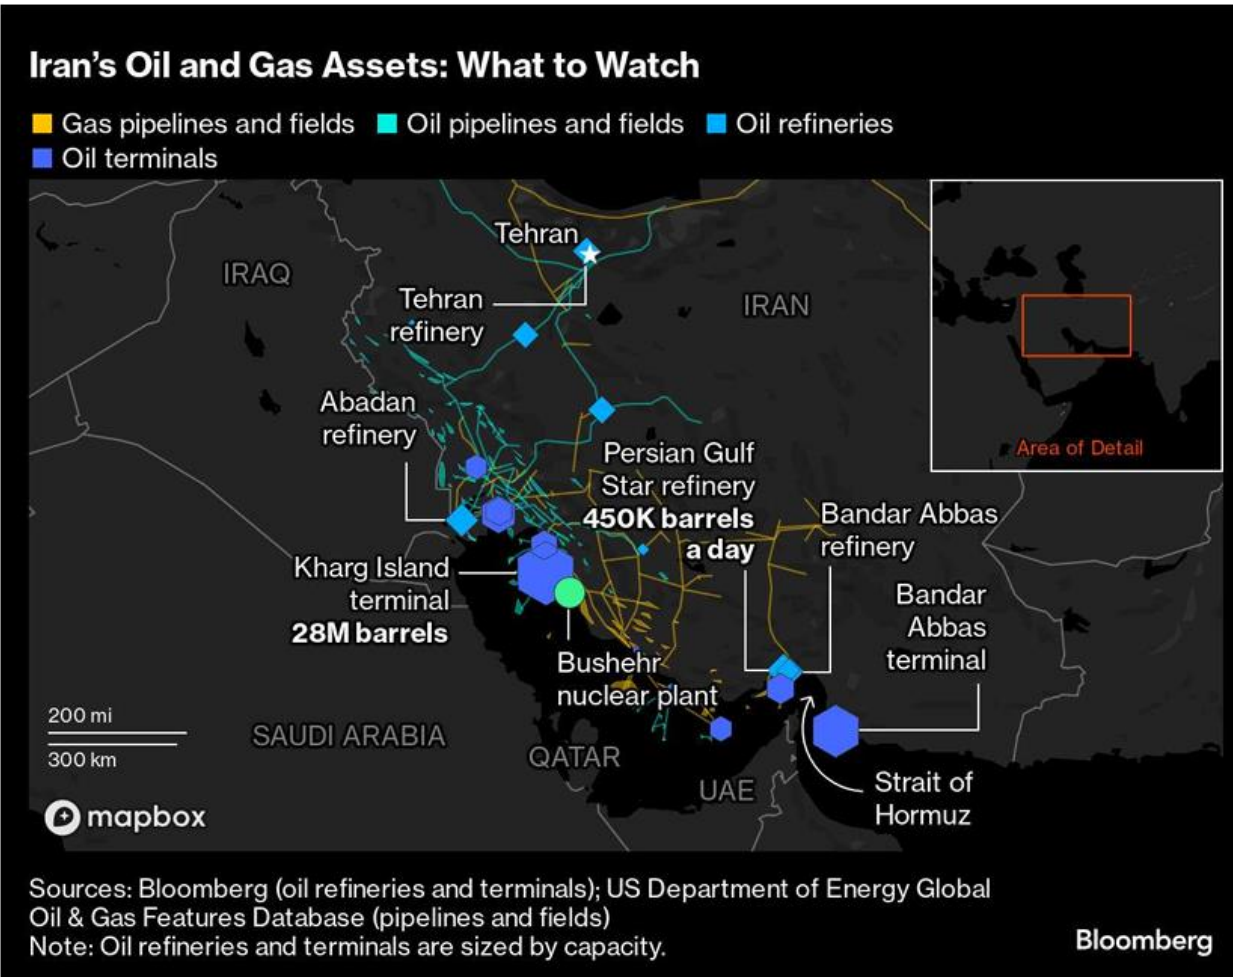 Iran’s Oil and Gas Assets: What to Watch
Gas pipelines and fields Oil pipelines and fields Oil refineries
Oil terminals
Tehran
IRAQ
Tehran
refinery
IRAN
Abadan
refinery
Area of Detail
Persian Gulf
Star refinery
450K barrels
a day
Bandar Abbas
refinery
Kharg Island
terminal
28M barrels
Bandar
Abbas
terminal
Bushehr
nuclear plant
200 mi
300 km
SAUDI ARABIA
QATAR
UAE
Strait of
Hormuz
mapbox
Sources: Bloomberg (oil refineries and terminals); US Department of Energy Global
Oil & Gas Features Database (pipelines and fields)
Note: Oil refineries and terminals are sized by capacity.
Bloomberg